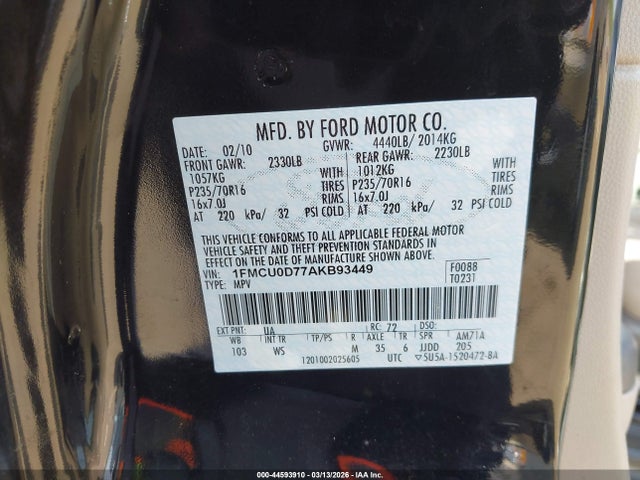 MFD. BY FORD MOTOR CO.
02/10 GVWR: 4440LB/ 2014KG
FRONT GAWR: 2330LB REAR GAWR: 2230LB
1057KG WITH 1012KG WITH
P235/70R16 TIRES P235/70R16 TIRES
16x7.0J RIMS 16x7.0J RIMS
AT 220 kPa/ 32 PSI COLD AT 220 kPa/ 32 PSI COLD
THIS VEHICLE CONFORMS TO ALL APPLICABLE FEDERAL MOTOR
VEHICLE SAFETY AND THEFT PREVENTION STANDARDS IN
EFFECT ON THE DATE OF MANUFACTURE SHOWN ABOVE.
VIN: 1FMCU0D77AKB93449 F0088
TYPE: MPV T0231
EXT PNT: UA RC: 72 DSO:
WB INT TR TP/PS R AXLE TR SPR AM71A
103 WS M 35 6 JJDD 205
1201002025605 UTC 5U5A-1520472-BA
000-44593910 - 03/13/2026 - IAA Holdings, LLC.